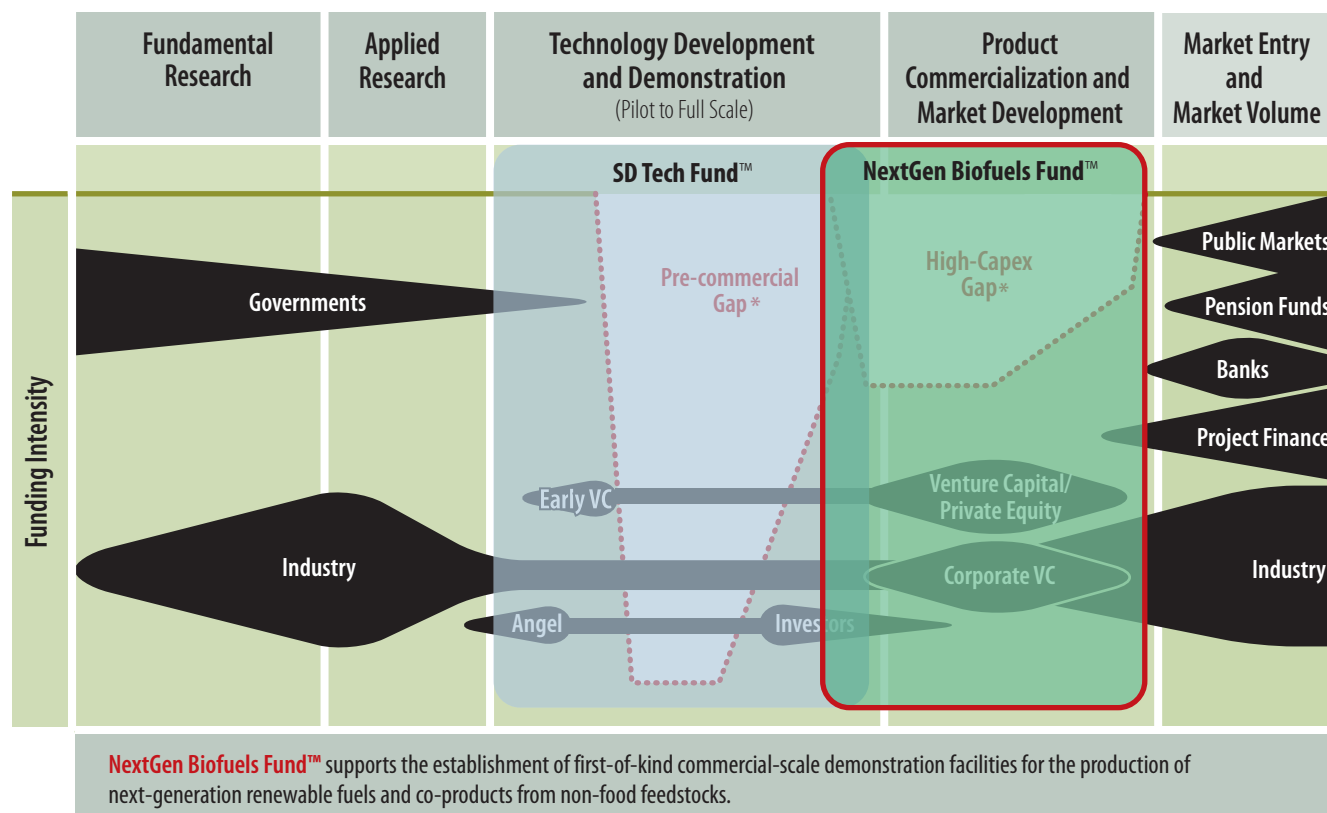 Fundamental
Research
Applied
Research
Technology Development
and Demonstration
(Pilot to Full Scale)
Product
Commercialization and
Market Development
Market Entry
and
Market Volume
SD Tech Fund™
NextGen Biofuels Fund™
Funding Intensity
Governments
Pre-commercial
Gap *
High-Capex
Gap*
Public Markets
Pension Funds
Banks
Project Finance
Early VC
Venture Capital/
Private Equity
Industry
Corporate VC
Industry
Angel
Investors
NextGen Biofuels Fund™ supports the establishment of first-of-kind commercial-scale demonstration facilities for the production of
next-generation renewable fuels and co-products from non-food feedstocks.